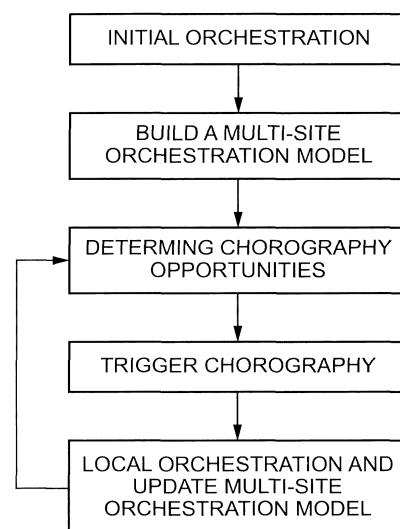 INITIAL ORCHESTRATION
BUILD A MULTI-SITE
ORCHESTRATION MODEL
DETERMING CHOROGRAPHY
OPPORTUNITIES
TRIGGER CHOROGRAPHY
LOCAL ORCHESTRATION AND
UPDATE MULTI-SITE
ORCHESTRATION MODEL